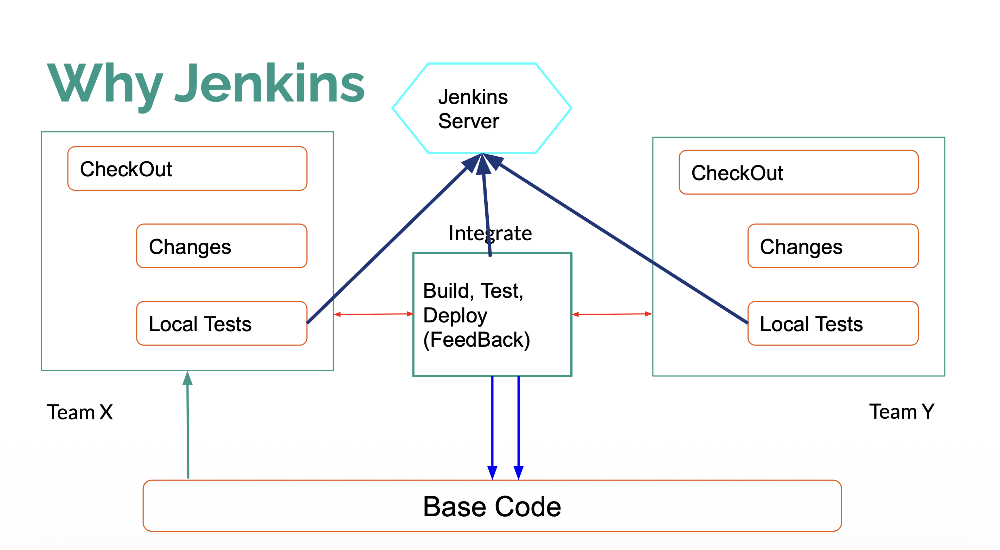 Why Jenkins
Jenkins
Server
CheckOut
Changes
Local Tests
Integrate
Build, Test,
Deploy
(FeedBack)
CheckOut
Changes
Local Tests
Team X
Team Y
Base Code